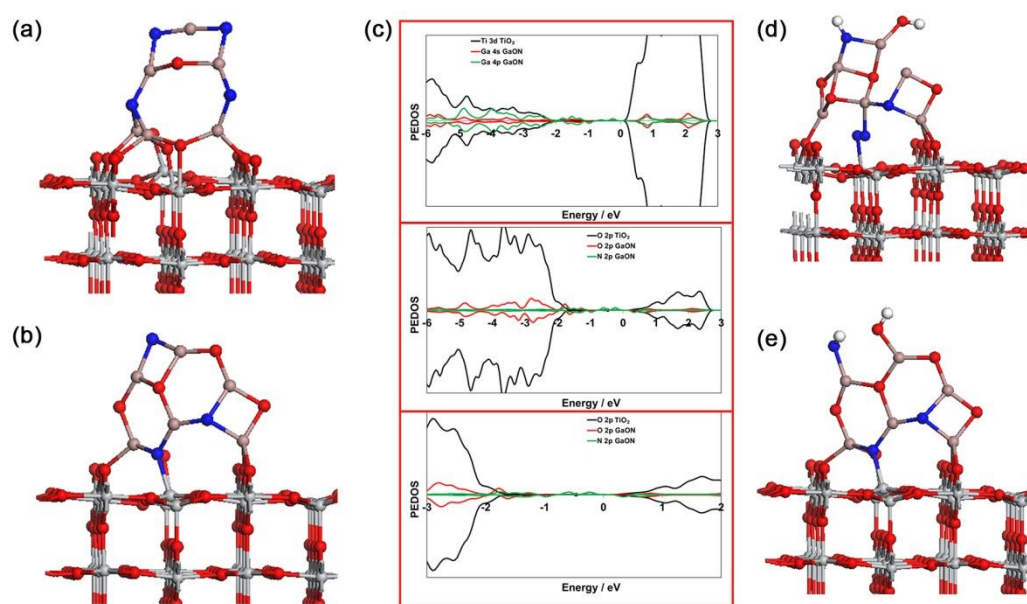 (a)
(b)
(c)
Ti 3d TiO₂
Ga 4s GaON
Ga 4p GaON
PEDOS
-6 -5 -4 -3 -2 -1 0 1 2 3
Energy / eV
O 2p TiO₂
O 2p GaON
N 2p GaON
PEDOS
-6 -5 -4 -3 -2 -1 0 1 2 3
Energy / eV
O 2p TiO₂
O 2p GaON
N 2p GaON
PEDOS
-3 -2 -1 0 1 2
Energy / eV
(d)
(e)